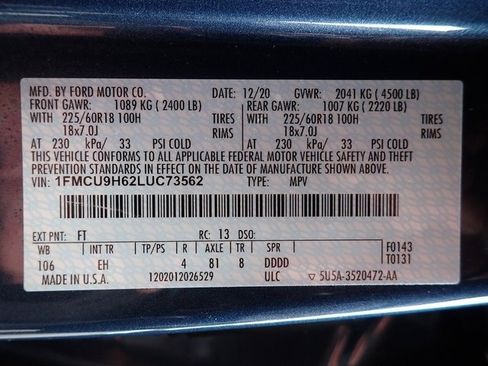 MFD. BY FORD MOTOR CO. DATE: 12/20 GVWR: 2041 KG (4500 LB)
FRONT GAWR: 1089 KG (2400 LB) REAR GAWR: 1007 KG (2220 LB)
WITH 225/60R18 100H TIRES WITH 225/60R18 100H TIRES
18x7.0J RIMS 18x7.0J RIMS
AT 230 kPa/ 33 PSI COLD AT 230 kPa/ 33 PSI COLD
THIS VEHICLE CONFORMS TO ALL APPLICABLE FEDERAL MOTOR VEHICLE SAFETY AND THEFT
PREVENTION STANDARDS IN EFFECT ON THE DATE OF MANUFACTURE SHOWN ABOVE.
VIN: 1FMCU9H62LUC73562 TYPE: MPV
EXT PNT: FT RC: 13 DSO:
WB INT TR TP/PS R AXLE TR SPR F0143
106 EH 4 81 8 DDDD T0131
MADE IN U.S.A. 1202012026529 ULC ▽ 5U5A-3520472-AA